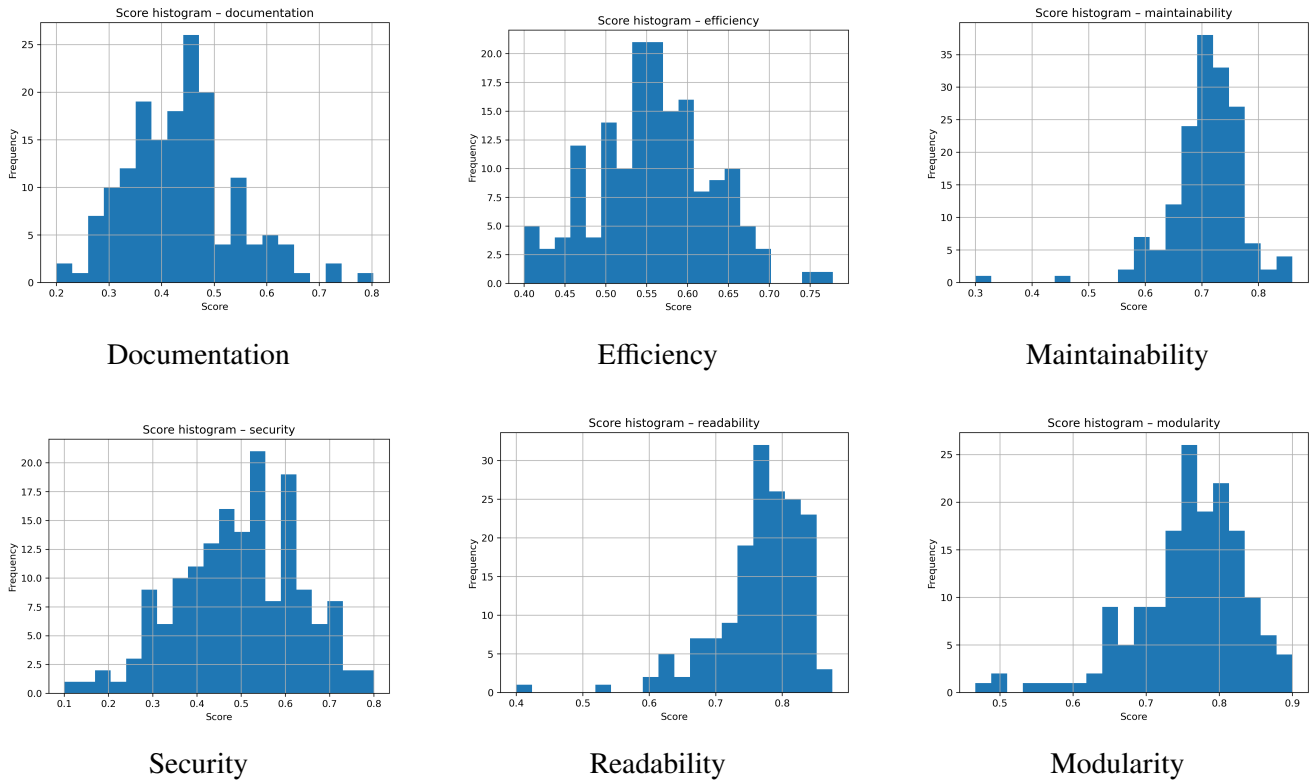 Score histogram – documentation
25
20
15
10
5
0
Frequency
0.2 0.3 0.4 0.5 0.6 0.7 0.8
Score
Documentation
Score histogram – efficiency
20.0
17.5
15.0
12.5
10.0
7.5
5.0
2.5
0.0
Frequency
0.40 0.45 0.50 0.55 0.60 0.65 0.70 0.75
Score
Efficiency
Score histogram – maintainability
35
30
25
20
15
10
5
0
Frequency
0.3 0.4 0.5 0.6 0.7 0.8
Score
Maintainability
Score histogram – security
20.0
17.5
15.0
12.5
10.0
7.5
5.0
2.5
0.0
Frequency
0.1 0.2 0.3 0.4 0.5 0.6 0.7 0.8
Score
Security
Score histogram – readability
30
25
20
15
10
5
0
Frequency
0.4 0.5 0.6 0.7 0.8
Score
Readability
Score histogram – modularity
25
20
15
10
5
0
Frequency
0.5 0.6 0.7 0.8 0.9
Score
Modularity